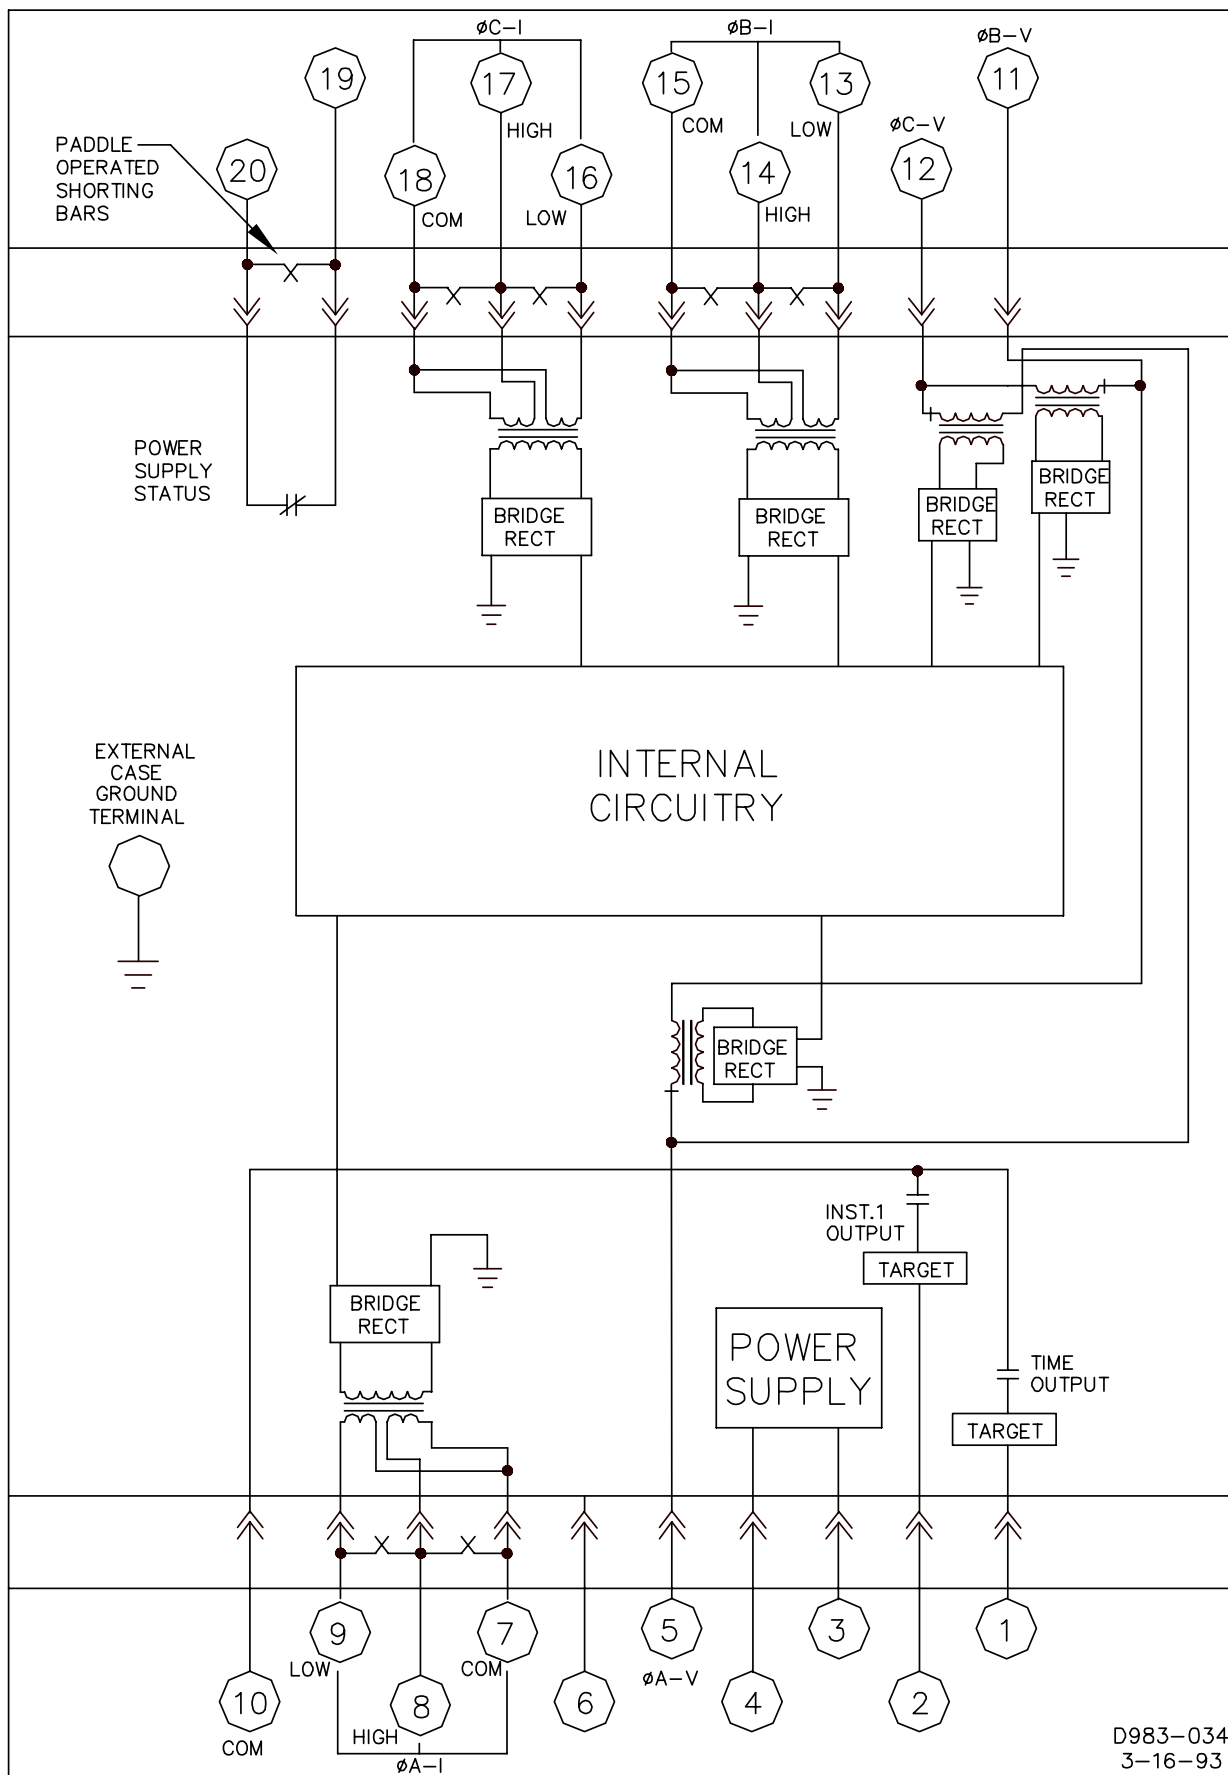 øC-I
øB-I
øB-V
19
17
15
13
11
HIGH
COM
LOW
øC-V
PADDLE
OPERATED
SHORTING
BARS
20
18
16
14
12
COM
LOW
HIGH
POWER
SUPPLY
STATUS
BRIDGE
RECT
BRIDGE
RECT
BRIDGE
RECT
BRIDGE
RECT
EXTERNAL
CASE
GROUND
TERMINAL
INTERNAL
CIRCUITRY
BRIDGE
RECT
INST.1
OUTPUT
TARGET
BRIDGE
RECT
POWER
SUPPLY
TIME
OUTPUT
TARGET
9
7
5
3
1
LOW
COM
øA-V
10
8
6
4
2
COM
HIGH
øA-I
D983-034
3-16-93